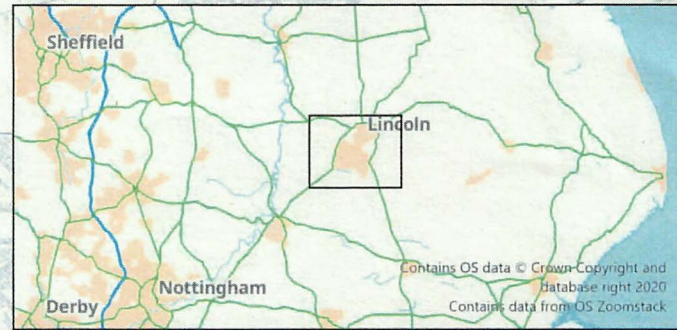 Sheffield
Lincoln
Nottingham
Derby
Contains OS data © Crown Copyright and
database right 2020
Contains data from OS Zoomstack